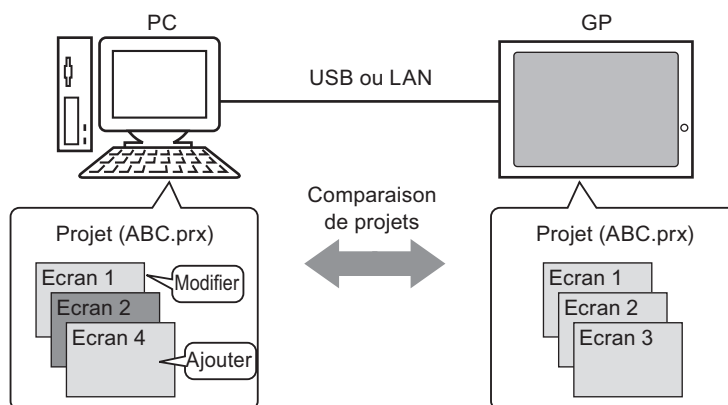 PC
GP
USB ou LAN
Comparaison
de projets
Projet (ABC.prx)
Ecran 1
Modifier
Ecran 2
Ecran 4
Ajouter
Projet (ABC.prx)
Ecran 1
Ecran 2
Ecran 3